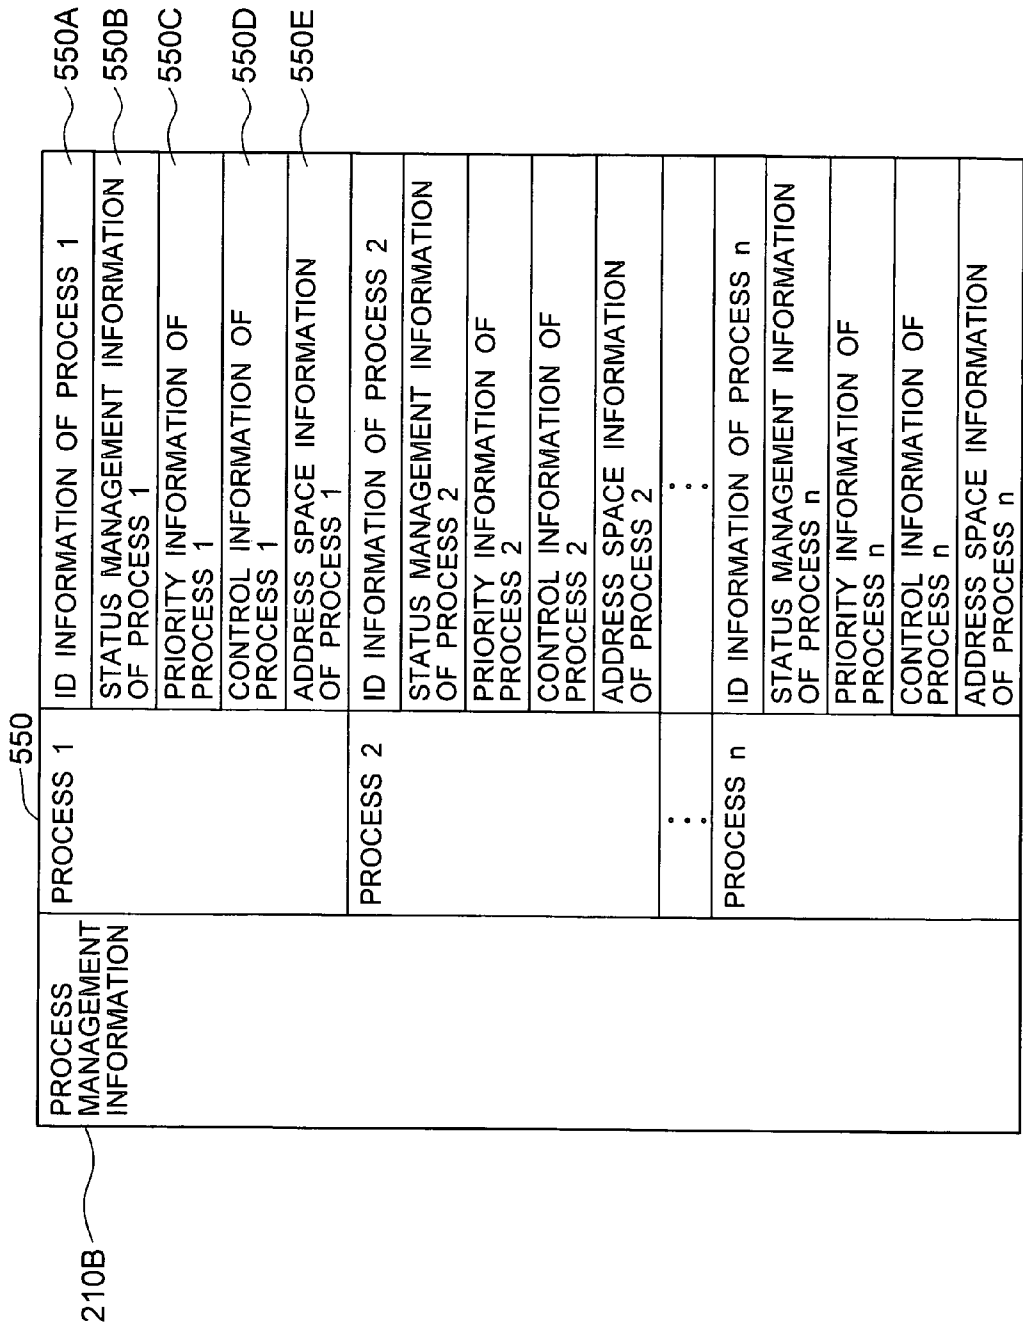 550
210B
PROCESS
MANAGEMENT
INFORMATION
PROCESS 1
ID INFORMATION OF PROCESS 1
550A
STATUS MANAGEMENT INFORMATION
OF PROCESS 1
550B
PRIORITY INFORMATION OF
PROCESS 1
550C
CONTROL INFORMATION OF
PROCESS 1
550D
ADDRESS SPACE INFORMATION
OF PROCESS 1
550E
PROCESS 2
ID INFORMATION OF PROCESS 2
STATUS MANAGEMENT INFORMATION
OF PROCESS 2
PRIORITY INFORMATION OF
PROCESS 2
CONTROL INFORMATION OF
PROCESS 2
ADDRESS SPACE INFORMATION
OF PROCESS 2
...
...
PROCESS n
ID INFORMATION OF PROCESS n
STATUS MANAGEMENT INFORMATION
OF PROCESS n
PRIORITY INFORMATION OF
PROCESS n
CONTROL INFORMATION OF
PROCESS n
ADDRESS SPACE INFORMATION
OF PROCESS n